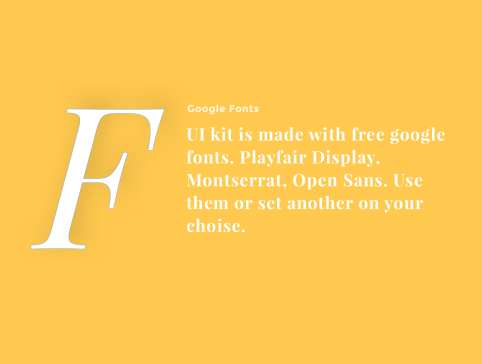 F
Google Fonts
UI kit is made with free google
fonts. Playfair Display,
Montserrat, Open Sans. Use
them or set another on your
choise.